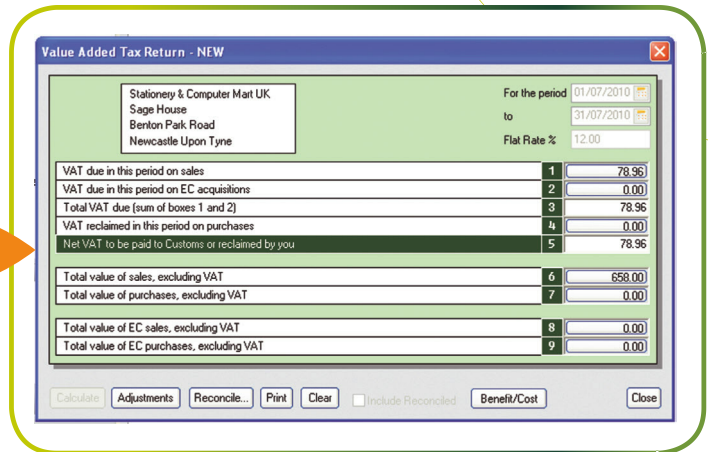 Value Added Tax Return - NEW
Stationery & Computer Mart UK
Sage House
Benton Park Road
Newcastle Upon Tyne
For the period 01/07/2010
to 31/07/2010
Flat Rate % 12.00
VAT due in this period on sales 1 78.96
VAT due in this period on EC acquisitions 2 0.00
Total VAT due (sum of boxes 1 and 2) 3 78.96
VAT reclaimed in this period on purchases 4 0.00
Net VAT to be paid to Customs or reclaimed by you 5 78.96
Total value of sales, excluding VAT 6 658.00
Total value of purchases, excluding VAT 7 0.00
Total value of EC sales, excluding VAT 8 0.00
Total value of EC purchases, excluding VAT 9 0.00
Calculate Adjustments Reconcile... Print Clear Include Reconciled Benefit/Cost Close